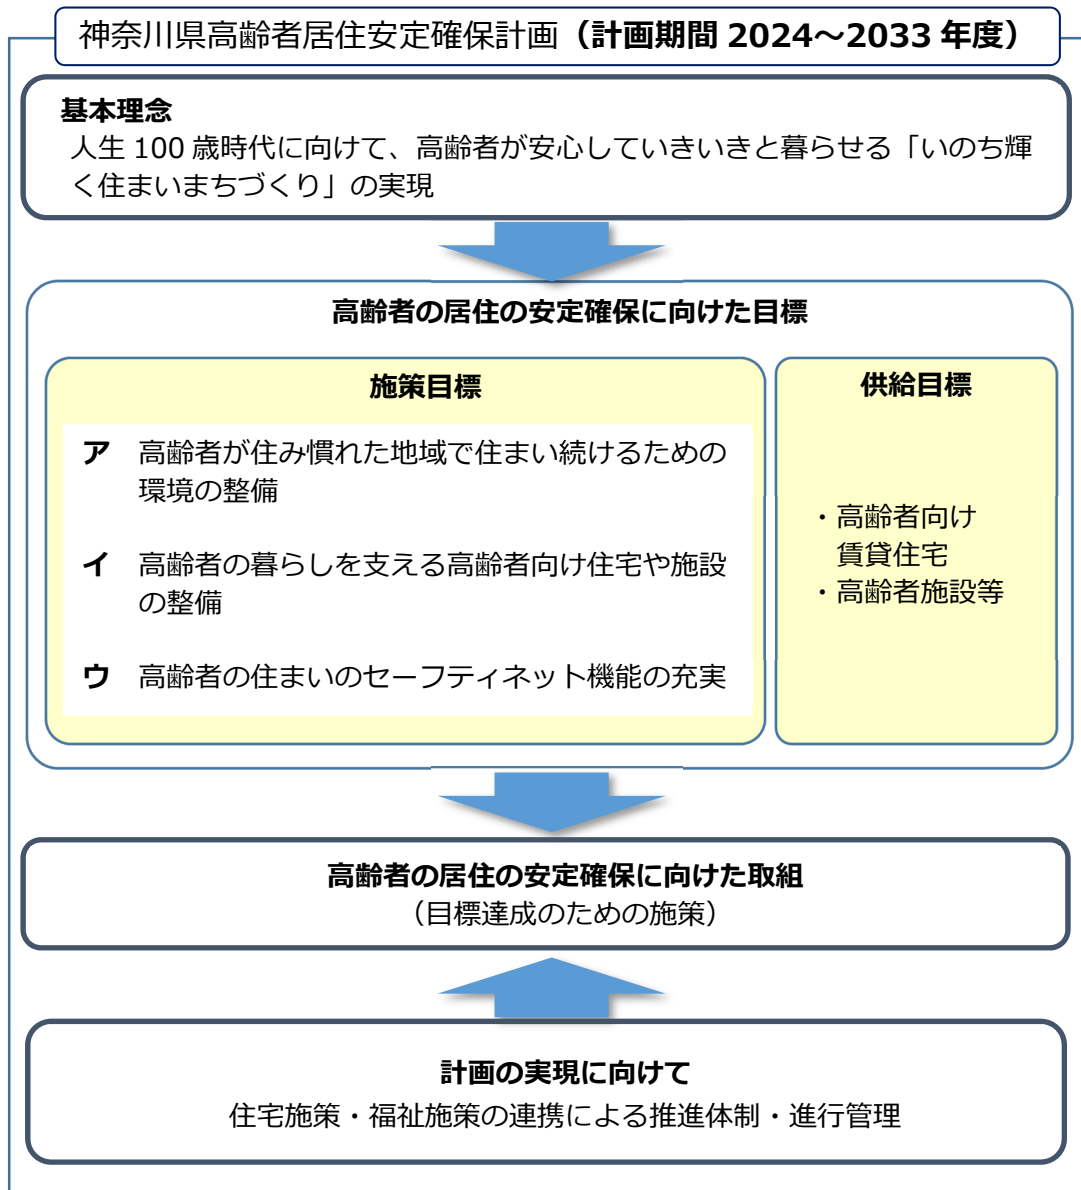 神奈川県高齢者居住安定確保計画（計画期間 2024～2033 年度）
基本理念
人生 100 歳時代に向けて、高齢者が安心していきいきと暮らせる「いのち輝
く住まいまちづくり」の実現
高齢者の居住の安定確保に向けた目標
施策目標
ア 高齢者が住み慣れた地域で住まい続けるための
環境の整備
イ 高齢者の暮らしを支える高齢者向け住宅や施設
の整備
ウ 高齢者の住まいのセーフティネット機能の充実
供給目標
・高齢者向け
賃貸住宅
・高齢者施設等
高齢者の居住の安定確保に向けた取組
（目標達成のための施策）
計画の実現に向けて
住宅施策・福祉施策の連携による推進体制・進行管理